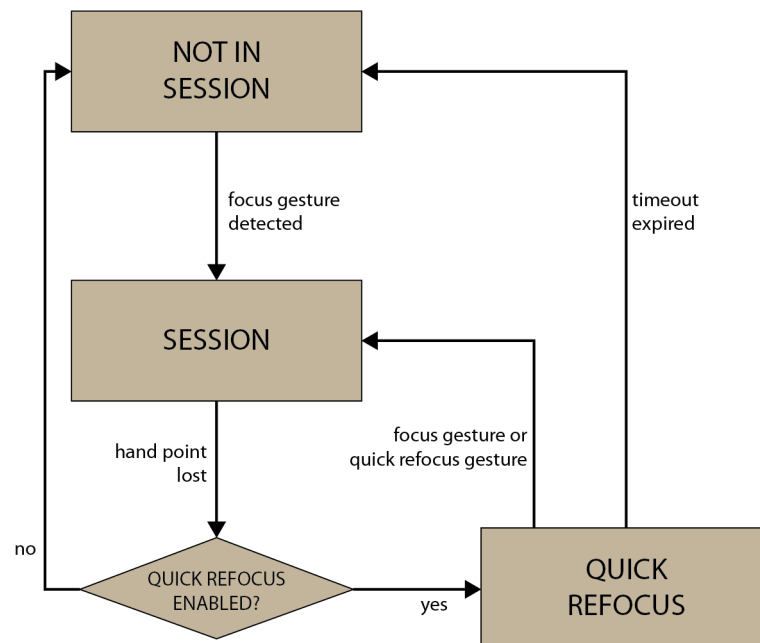 NOT IN
SESSION
focus gesture
detected
timeout
expired
SESSION
hand point
lost
focus gesture or
quick refocus gesture
no
QUICK REFOCUS
ENABLED?
yes
QUICK
REFOCUS